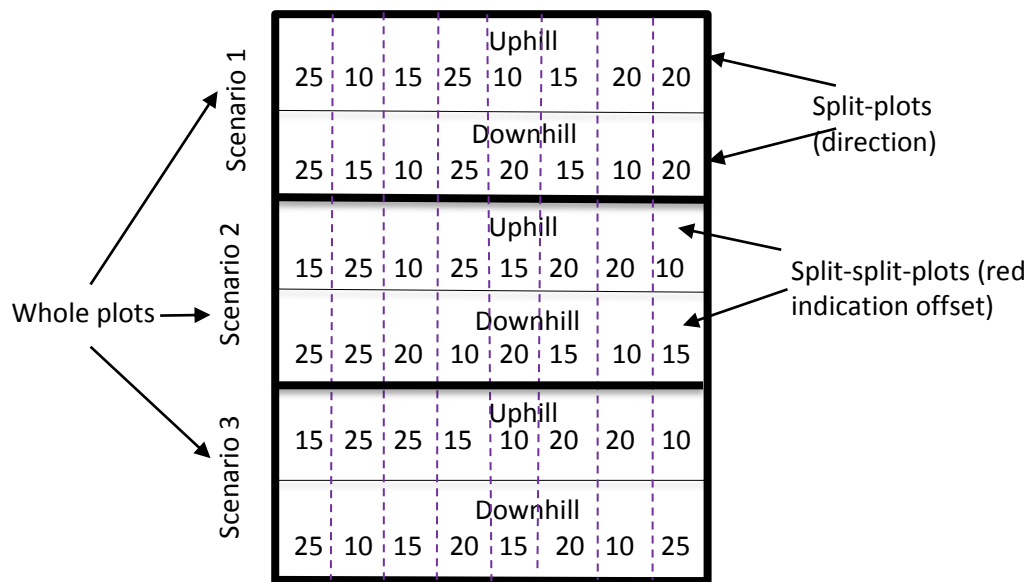 Scenario 1
Uphill
25 10 15 25 10 15 20 20
Downhill
25 15 10 25 20 15 10 20
Scenario 2
Uphill
15 25 10 25 15 20 20 10
Downhill
25 25 20 10 20 15 10 15
Scenario 3
Uphill
15 25 25 15 10 20 20 10
Downhill
25 10 15 20 15 20 10 25
Whole plots
Split-plots
(direction)
Split-split-plots (red
indication offset)